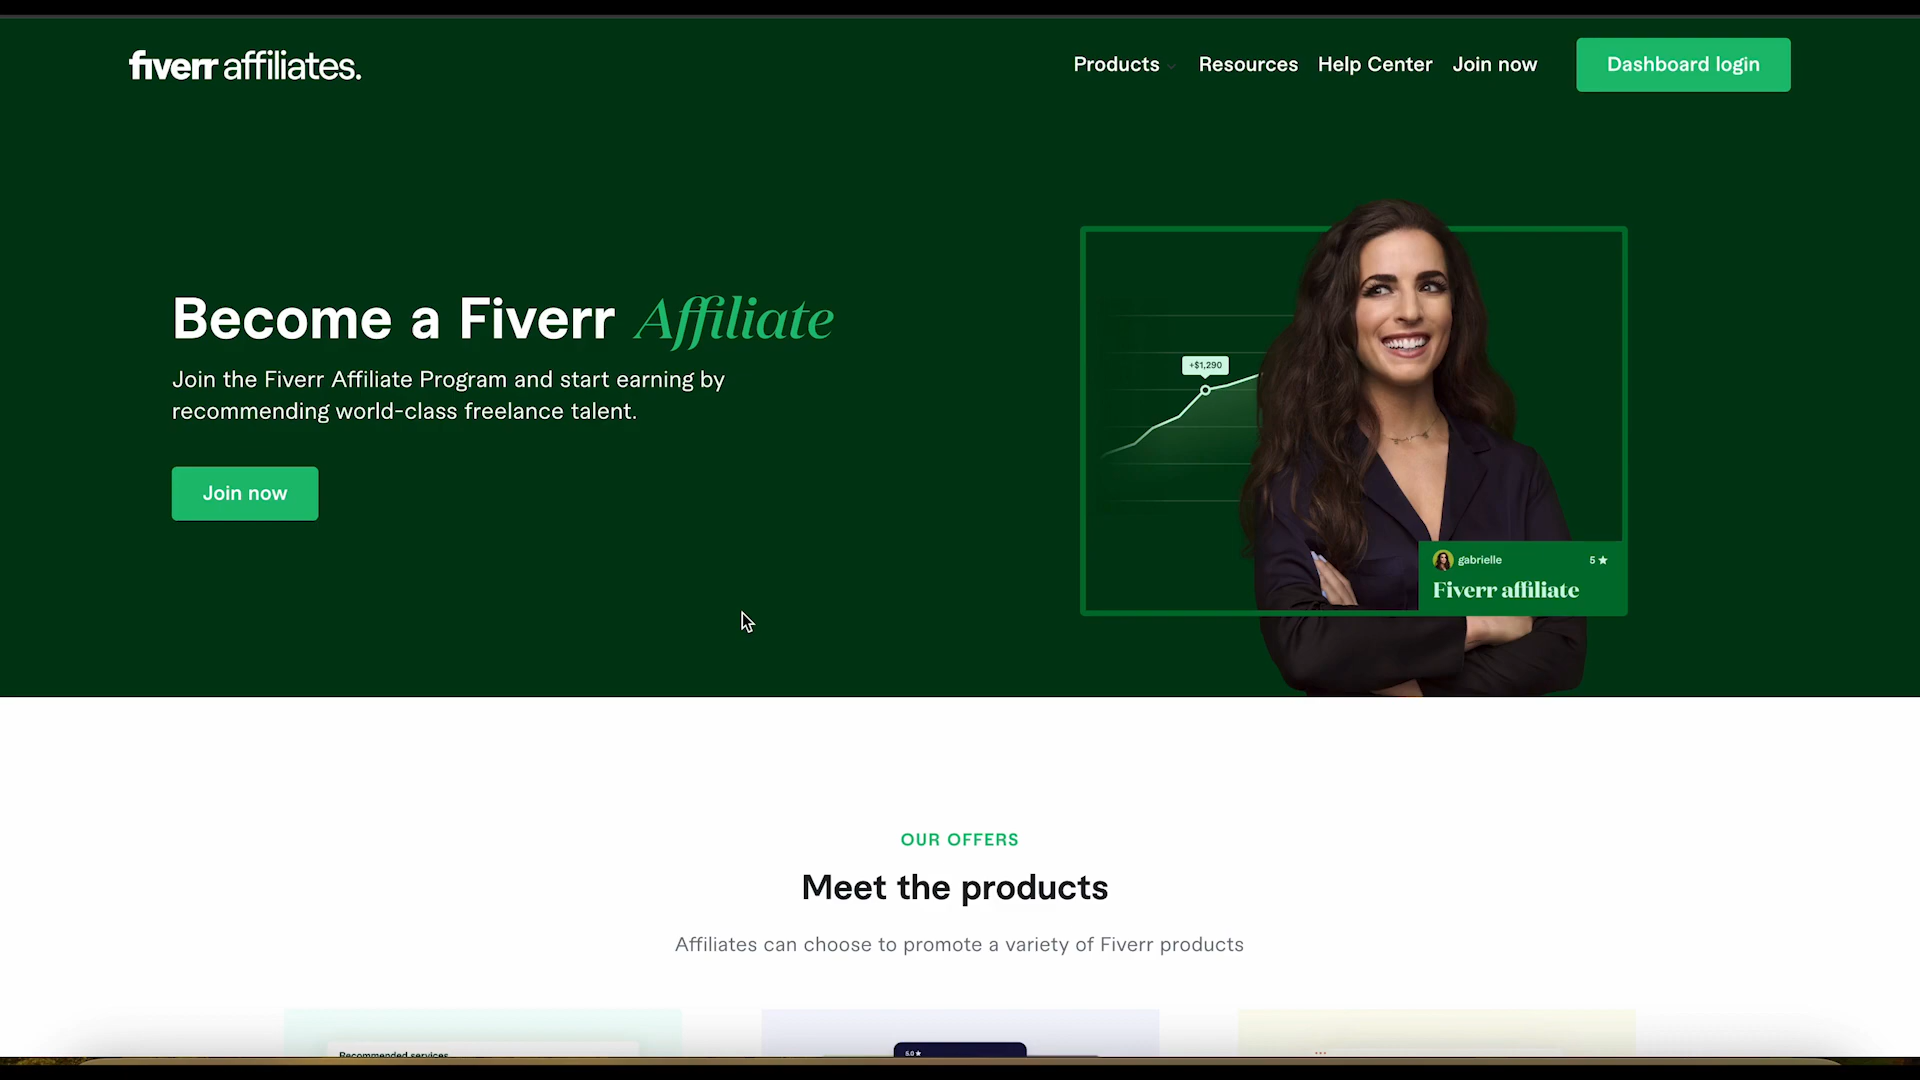 fiverr affiliates.
Products
Resources
Help Center
Join now
Dashboard login
Become a Fiverr Affiliate
Join the Fiverr Affiliate Program and start earning by
recommending world-class freelance talent.
Join now
+$1,290
gabrielle
5 ★
Fiverr affiliate
OUR OFFERS
Meet the products
Affiliates can choose to promote a variety of Fiverr products
Recommended services
5.0 ★